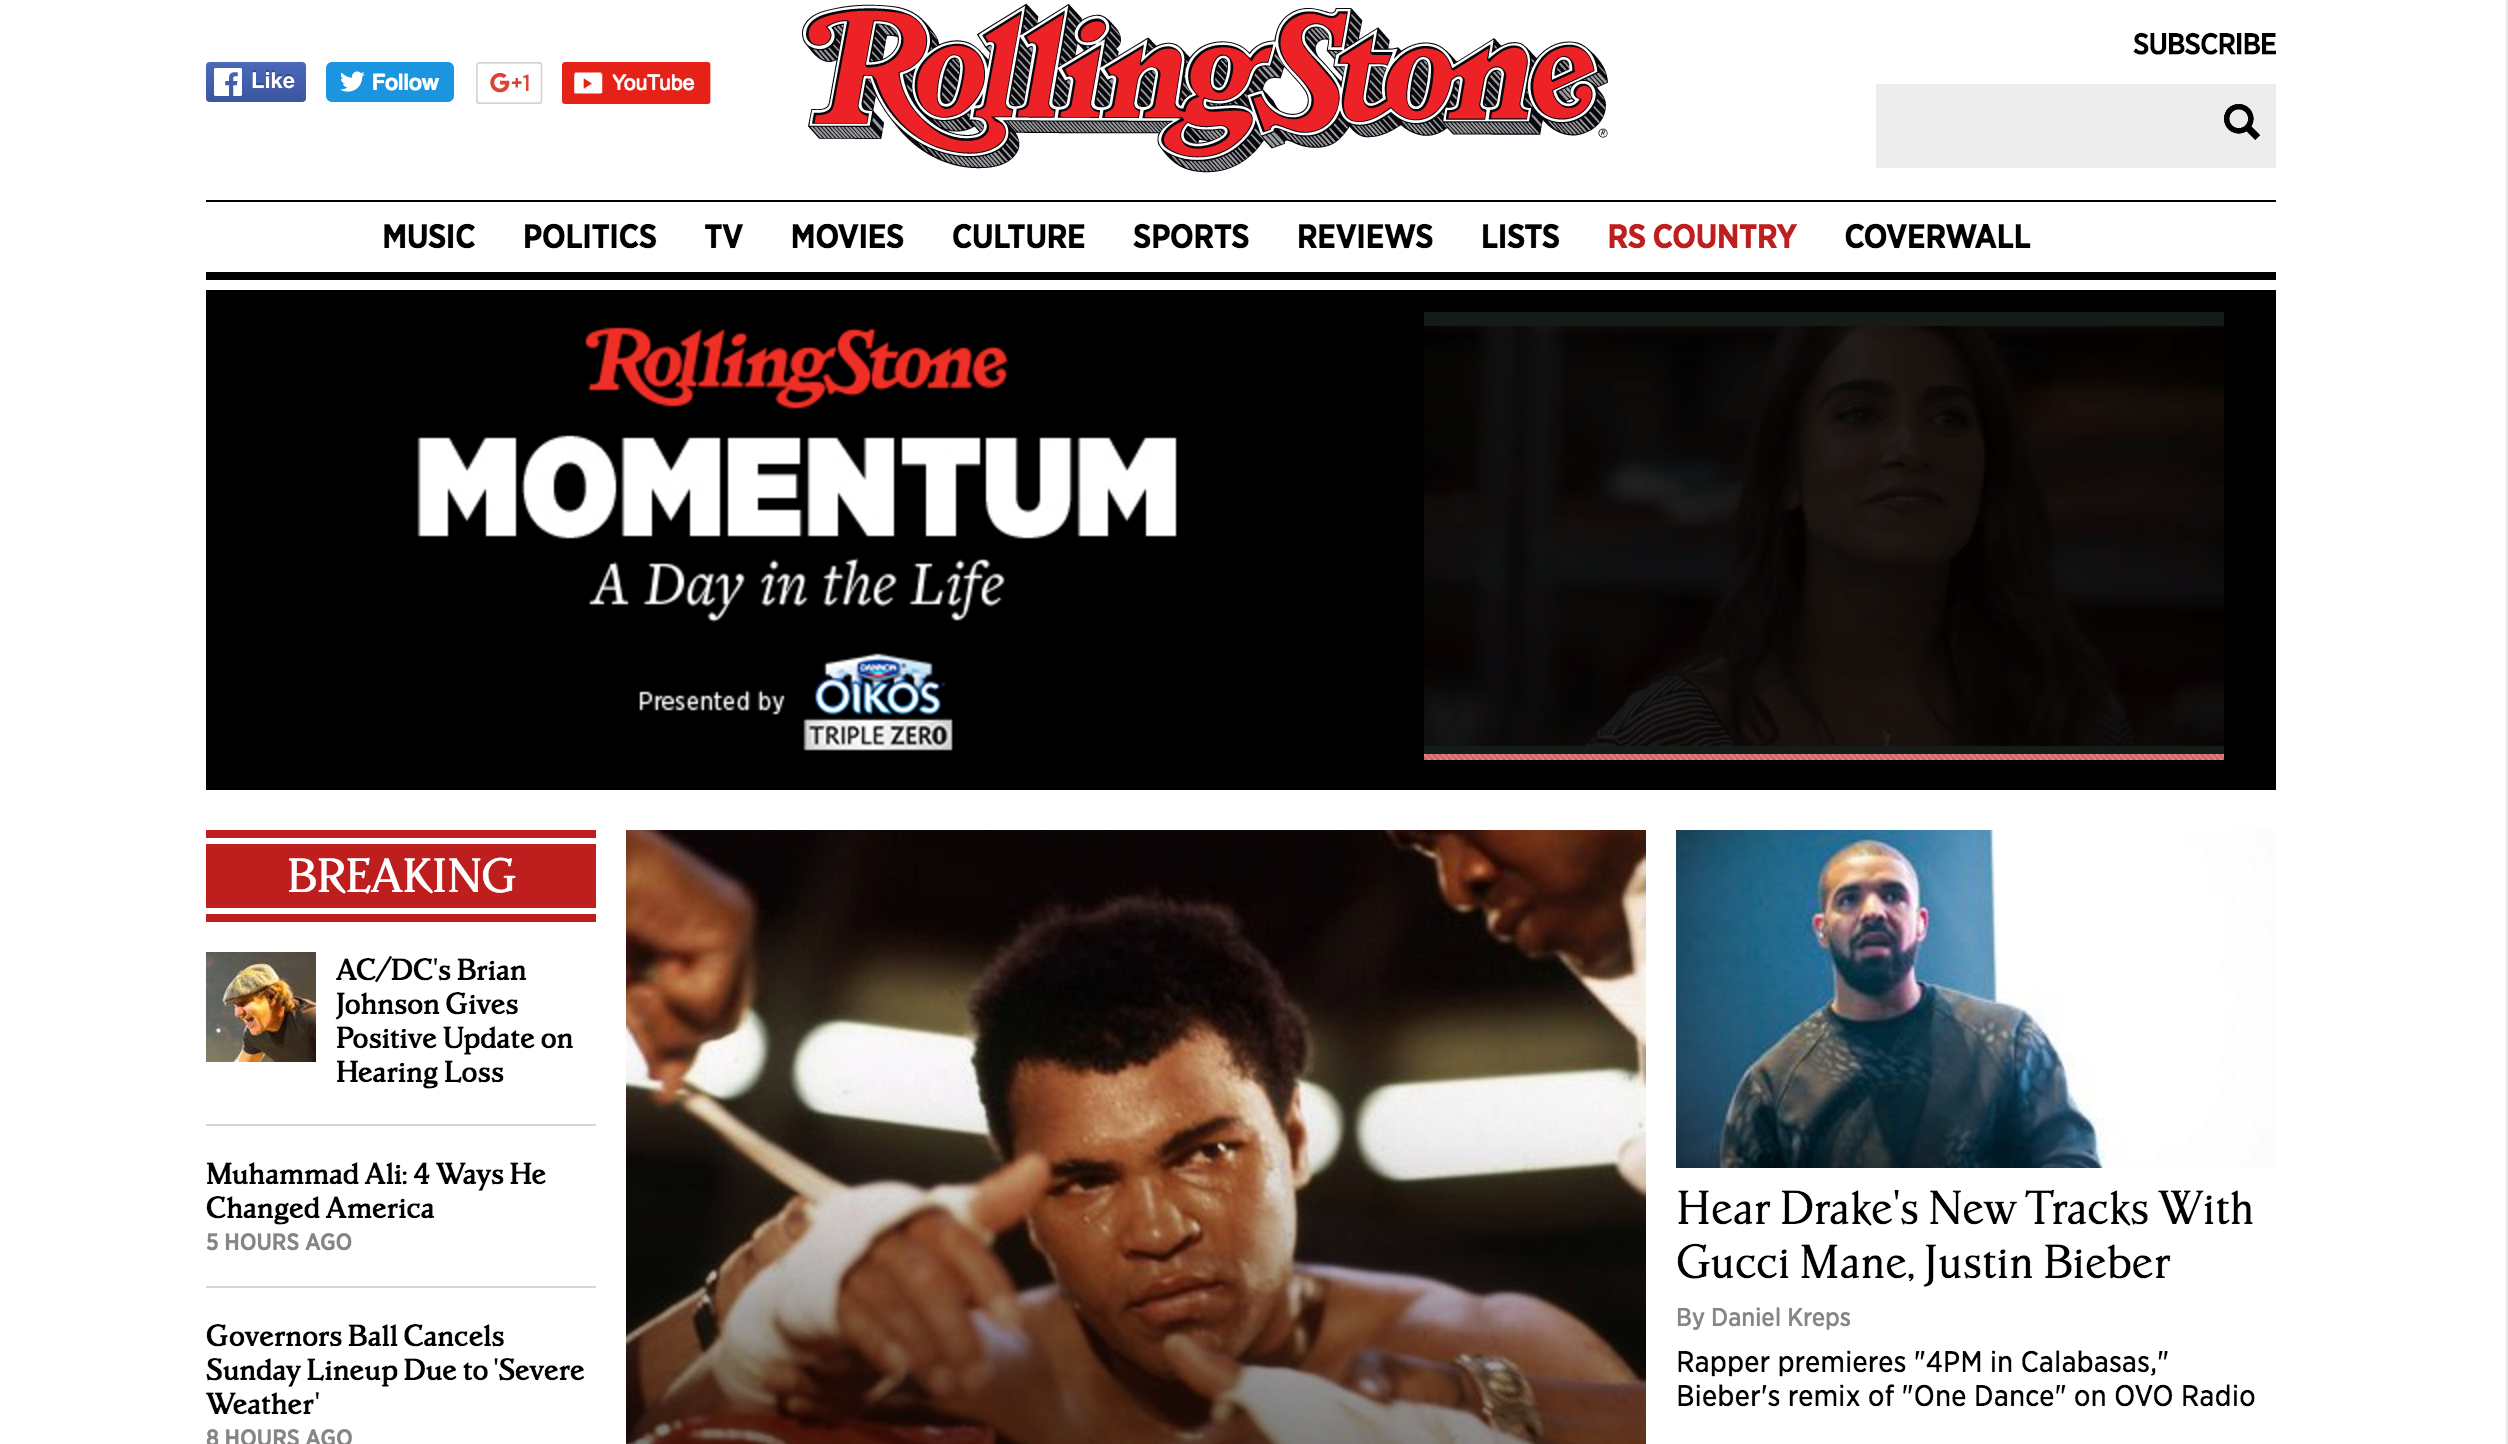 Like
Follow
G+1
YouTube
RollingStone
®
SUBSCRIBE
MUSIC POLITICS TV MOVIES CULTURE SPORTS REVIEWS LISTS RS COUNTRY COVERWALL
RollingStone
MOMENTUM
A Day in the Life
Presented by
DANNON
OIKOS
TRIPLE ZERO
BREAKING
AC/DC's Brian
Johnson Gives
Positive Update on
Hearing Loss
Muhammad Ali: 4 Ways He
Changed America
5 HOURS AGO
Governors Ball Cancels
Sunday Lineup Due to 'Severe
Weather'
8 HOURS AGO
Hear Drake's New Tracks With
Gucci Mane, Justin Bieber
By Daniel Kreps
Rapper premieres "4PM in Calabasas,"
Bieber's remix of "One Dance" on OVO Radio